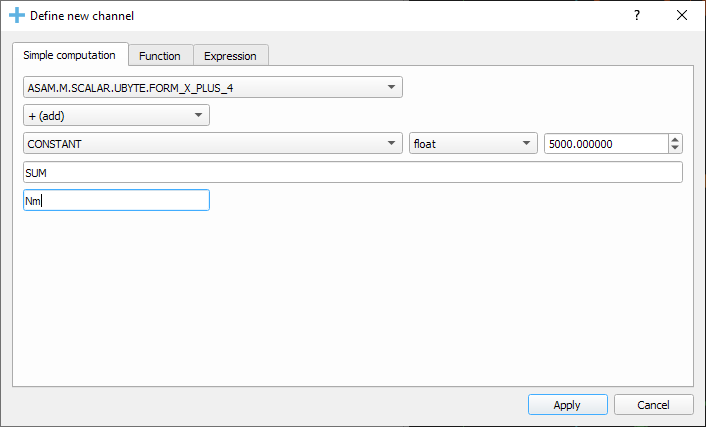 Define new channel
?
Simple computation Function Expression
ASAM.M.SCALAR.UBYTE.FORM_X_PLUS_4
+ (add)
CONSTANT float 5000.000000
SUM
Nm
Apply Cancel